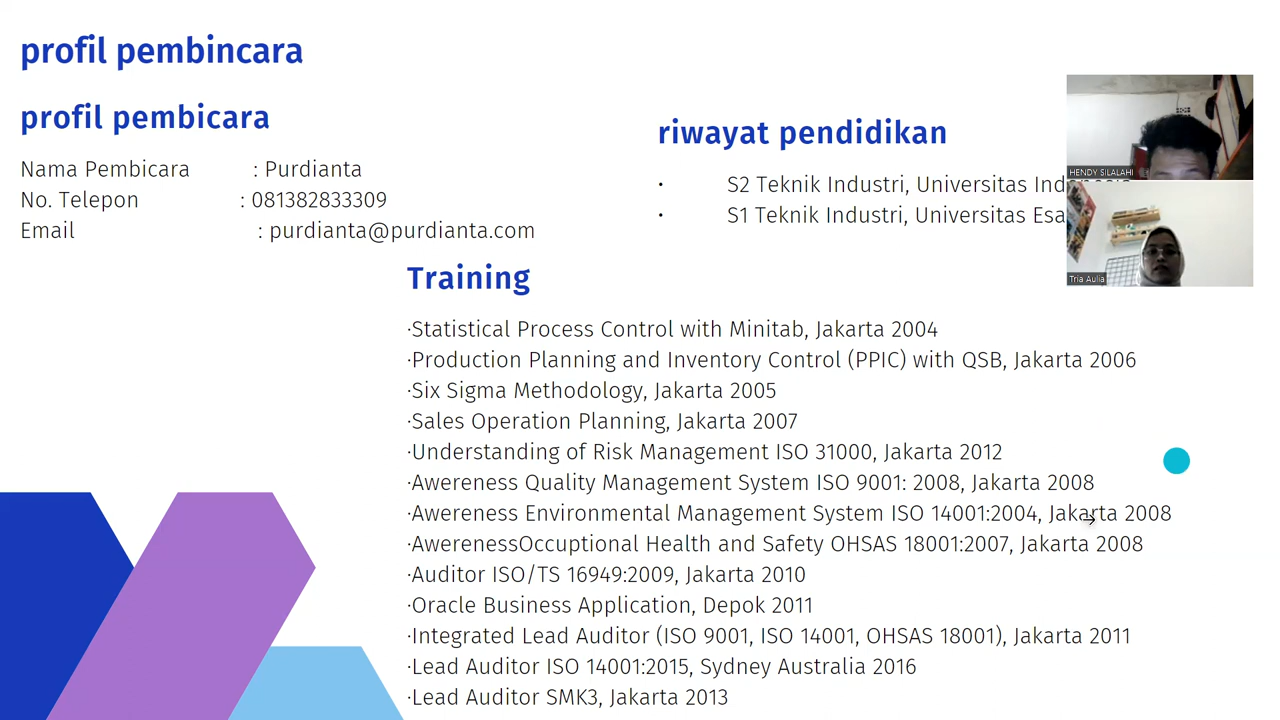 profil pembincara
profil pembicara
Nama Pembicara : Purdianta
No. Telepon : 081382833309
Email : purdianta@purdianta.com
riwayat pendidikan
• S2 Teknik Industri, Universitas
• S1 Teknik Industri, Universitas Esa
HENDY SILALAHI
Tria Aulia
Training
·Statistical Process Control with Minitab, Jakarta 2004
·Production Planning and Inventory Control (PPIC) with QSB, Jakarta 2006
·Six Sigma Methodology, Jakarta 2005
·Sales Operation Planning, Jakarta 2007
·Understanding of Risk Management ISO 31000, Jakarta 2012
·Awereness Quality Management System ISO 9001: 2008, Jakarta 2008
·Awereness Environmental Management System ISO 14001:2004, Jakarta 2008
·AwerenessOccuptional Health and Safety OHSAS 18001:2007, Jakarta 2008
·Auditor ISO/TS 16949:2009, Jakarta 2010
·Oracle Business Application, Depok 2011
·Integrated Lead Auditor (ISO 9001, ISO 14001, OHSAS 18001), Jakarta 2011
·Lead Auditor ISO 14001:2015, Sydney Australia 2016
·Lead Auditor SMK3, Jakarta 2013